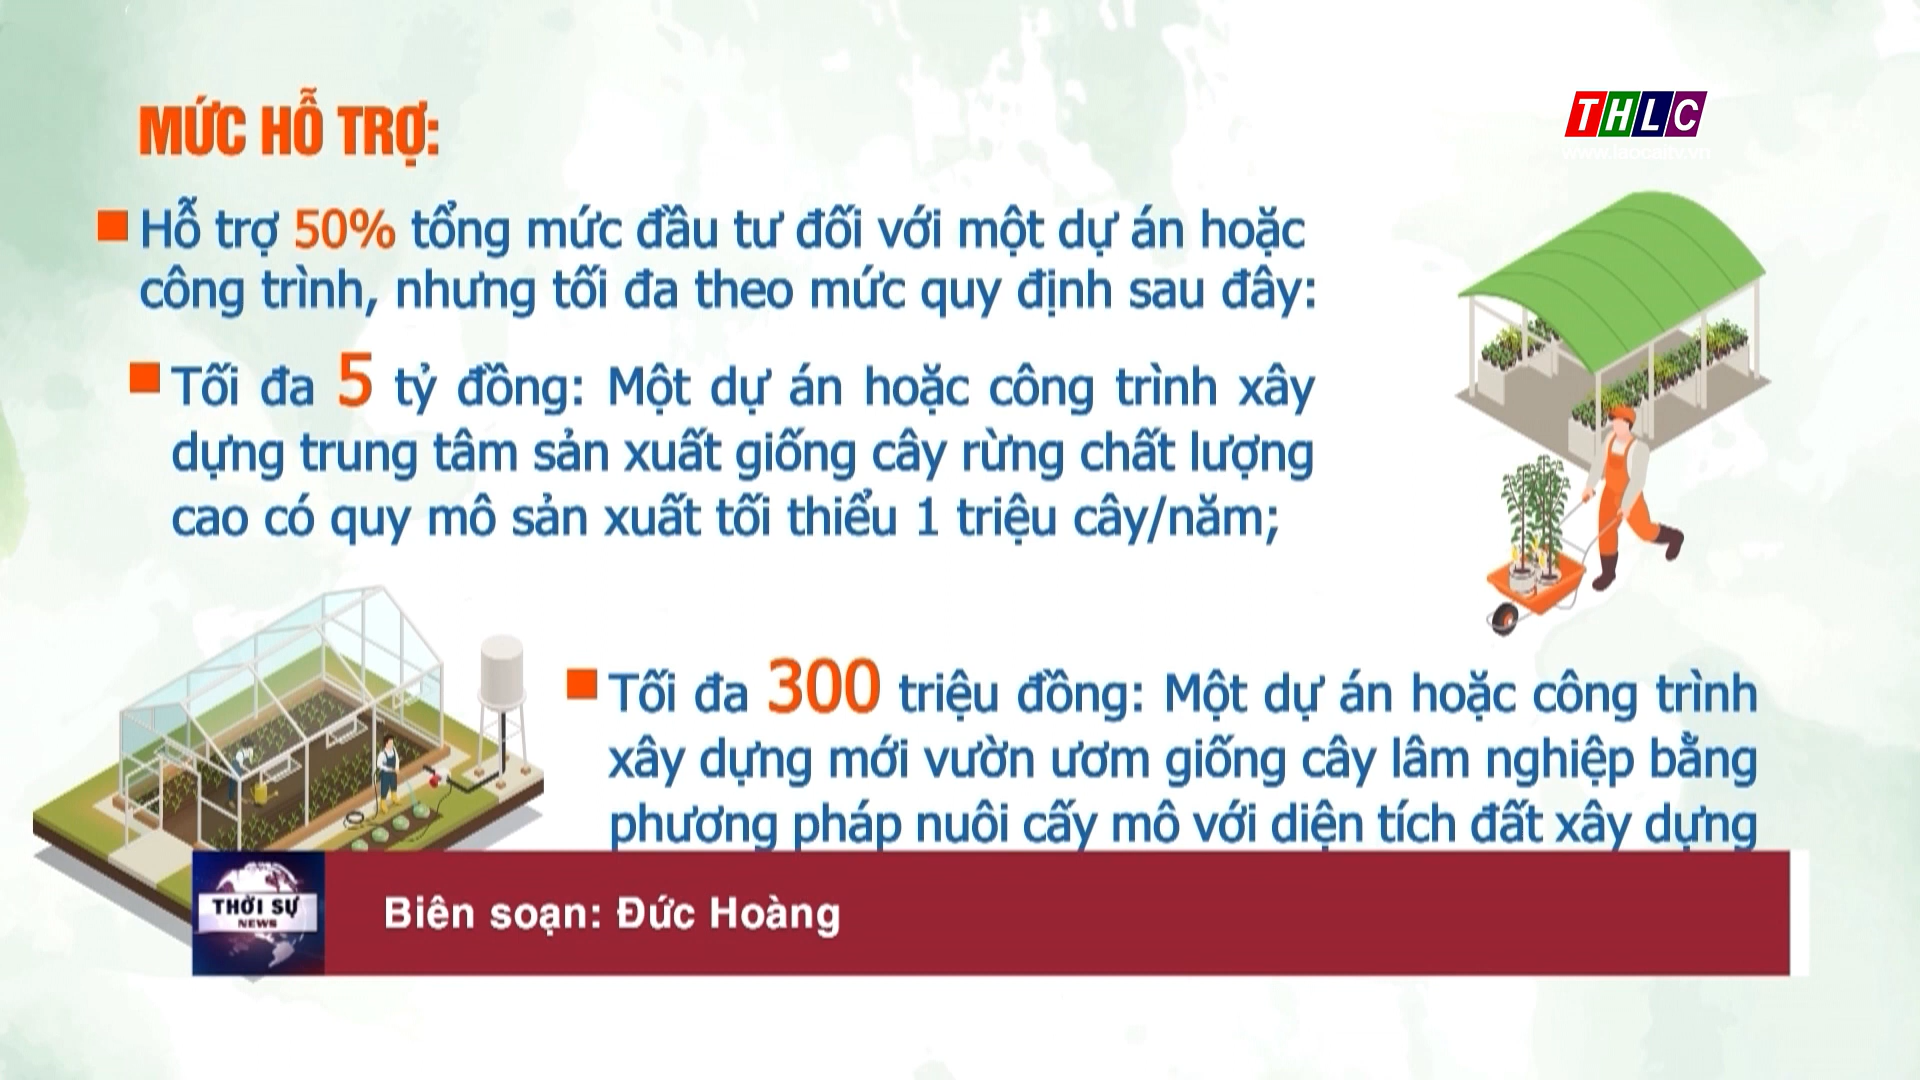 MỨC HỖ TRỢ:
THLC
www.laocaitv.vn
Hỗ trợ 50% tổng mức đầu tư đối với một dự án hoặc
công trình, nhưng tối đa theo mức quy định sau đây:
Tối đa 5 tỷ đồng: Một dự án hoặc công trình xây
dựng trung tâm sản xuất giống cây rừng chất lượng
cao có quy mô sản xuất tối thiểu 1 triệu cây/năm;
Tối đa 300 triệu đồng: Một dự án hoặc công trình
xây dựng mới vườn ươm giống cây lâm nghiệp bằng
phương pháp nuôi cấy mô với diện tích đất xây dựng
THỜI SỰ
NEWS
Biên soạn: Đức Hoàng